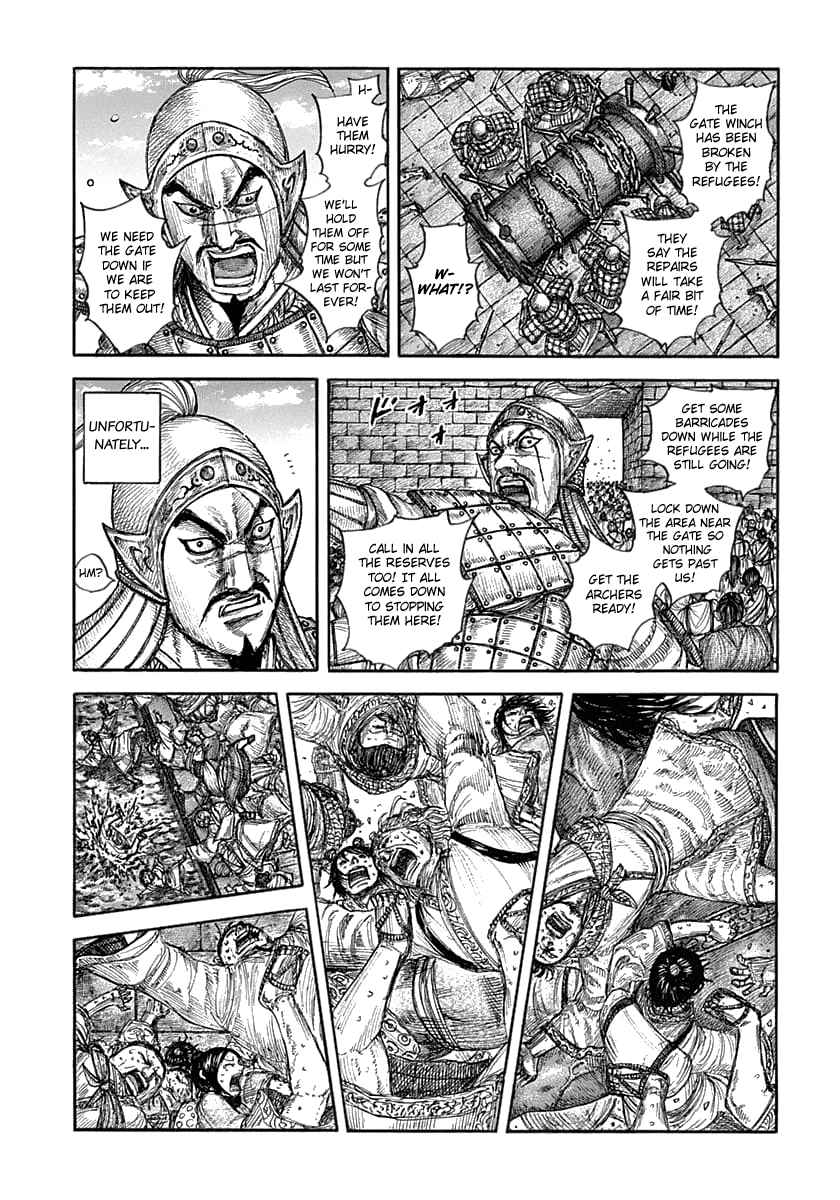 THE
GATE WINCH
HAS BEEN
BROKEN
BY THE
REFUGEES!
THEY
SAY THE
REPAIRS
WILL TAKE
A FAIR BIT
OF TIME!
W-
WHAT!?
H-
HAVE
THEM
HURRY!
WE'LL
HOLD
THEM OFF
FOR SOME
TIME BUT
WE WON'T
LAST FOR-
EVER!
WE NEED
THE GATE
DOWN IF
WE ARE
TO KEEP
THEM OUT!
GET SOME
BARRICADES
DOWN WHILE THE
REFUGEES ARE
STILL GOING!
LOCK DOWN
THE AREA NEAR
THE GATE SO
NOTHING
GETS PAST
US!
GET THE
ARCHERS
READY!
ドォォ
CALL IN ALL
THE RESERVES
TOO! IT ALL
COMES DOWN
TO STOPPING
THEM HERE!
UNFORTU-
NATELY...
HM?